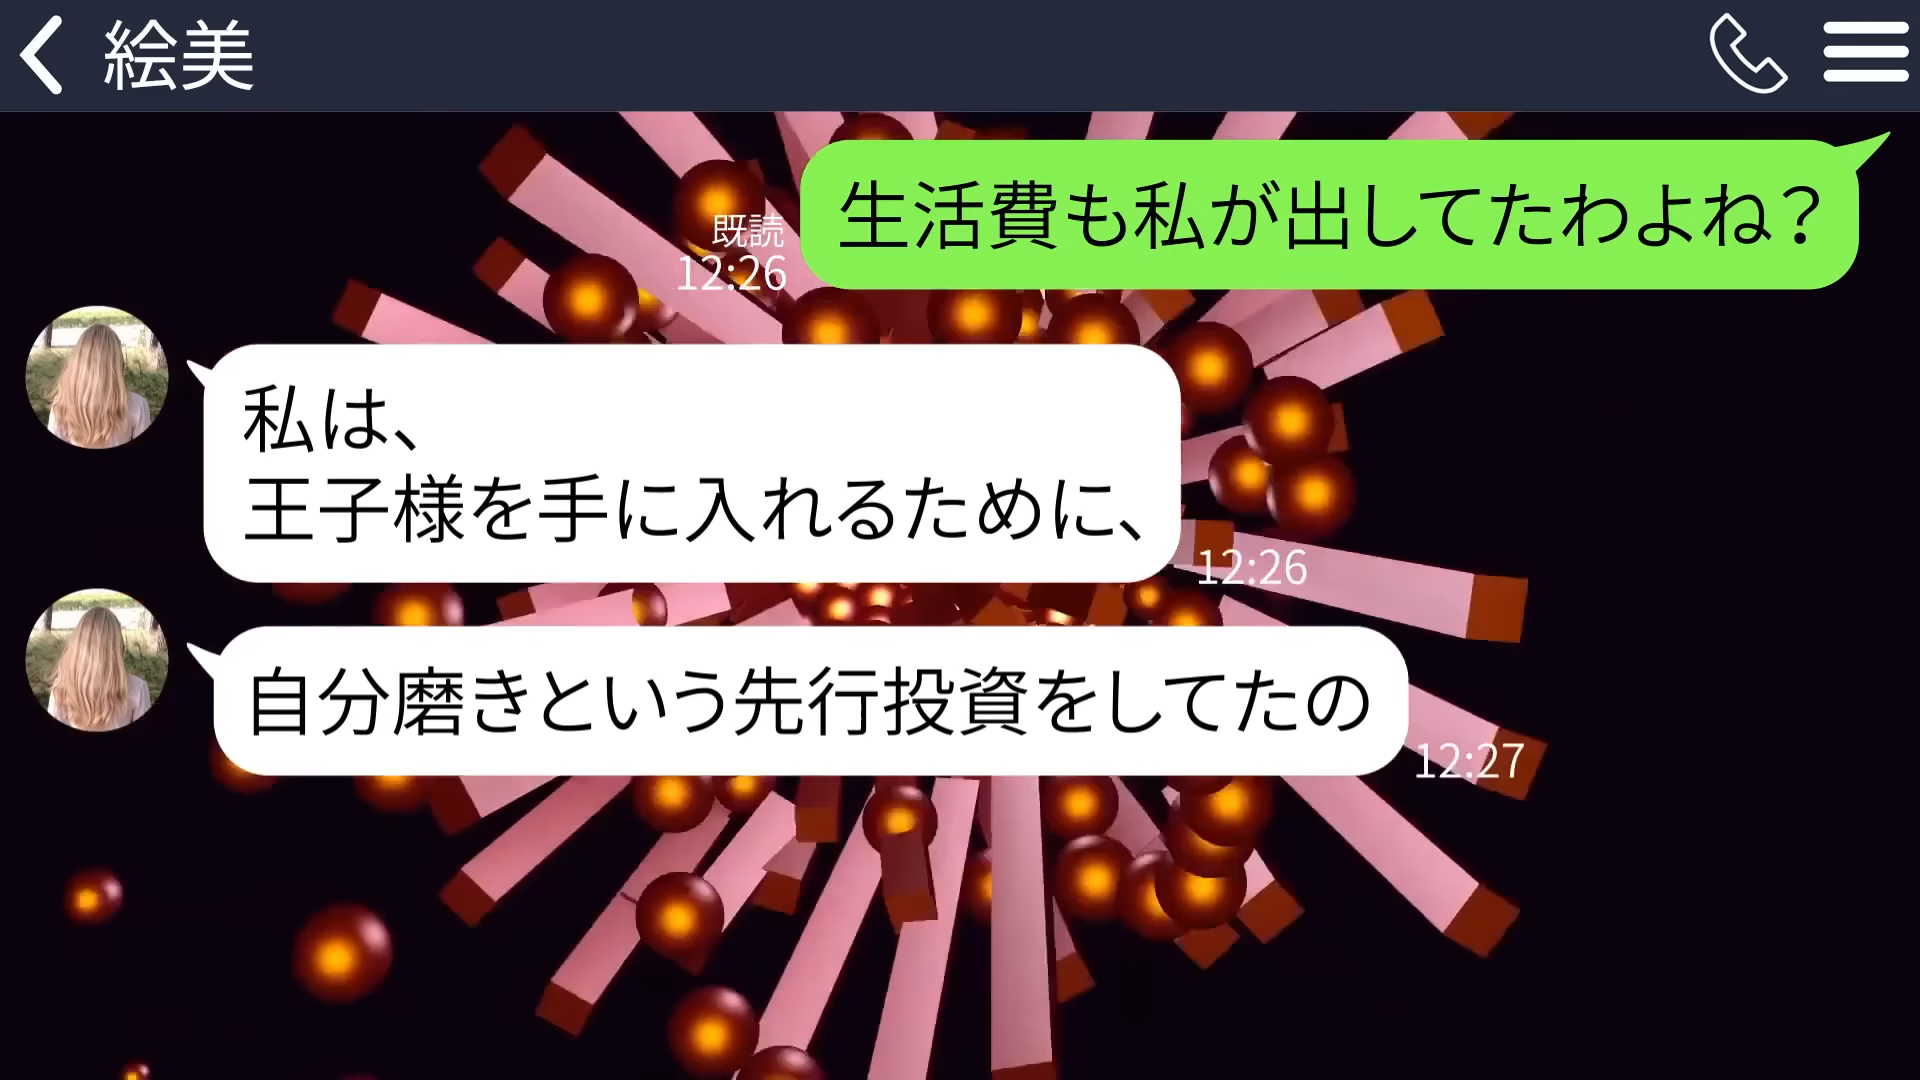 絵美
生活費も私が出してたわよね？
既読
12:26
私は、
王子様を手に入れるために、
12:26
自分磨きという先行投資をしてたの
12:27